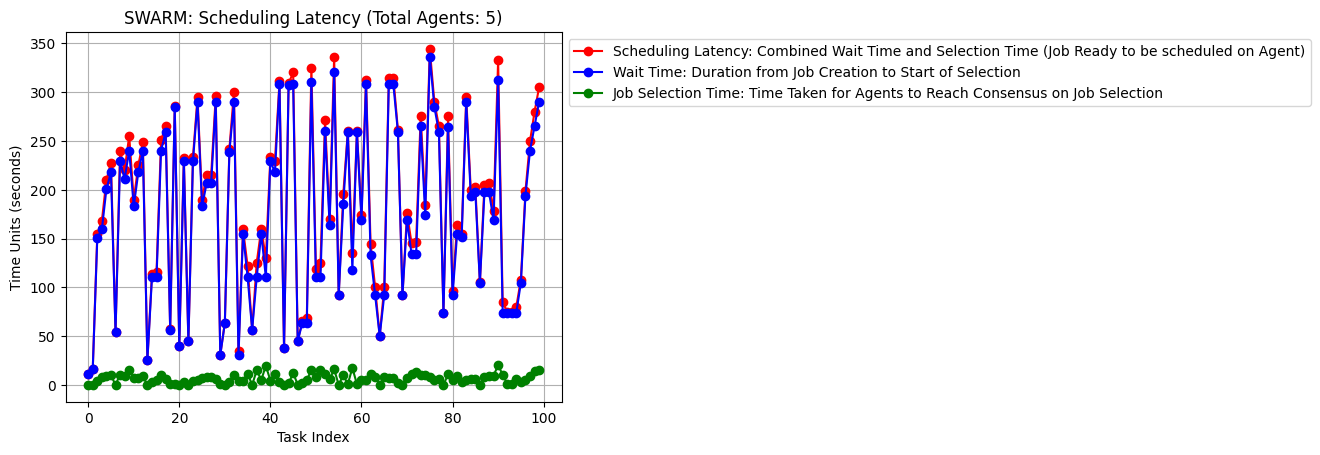 SWARM: Scheduling Latency (Total Agents: 5)
Scheduling Latency: Combined Wait Time and Selection Time (Job Ready to be scheduled on Agent)
Wait Time: Duration from Job Creation to Start of Selection
Job Selection Time: Time Taken for Agents to Reach Consensus on Job Selection
Time Units (seconds)
350
300
250
200
150
100
50
0
0 20 40 60 80 100
Task Index